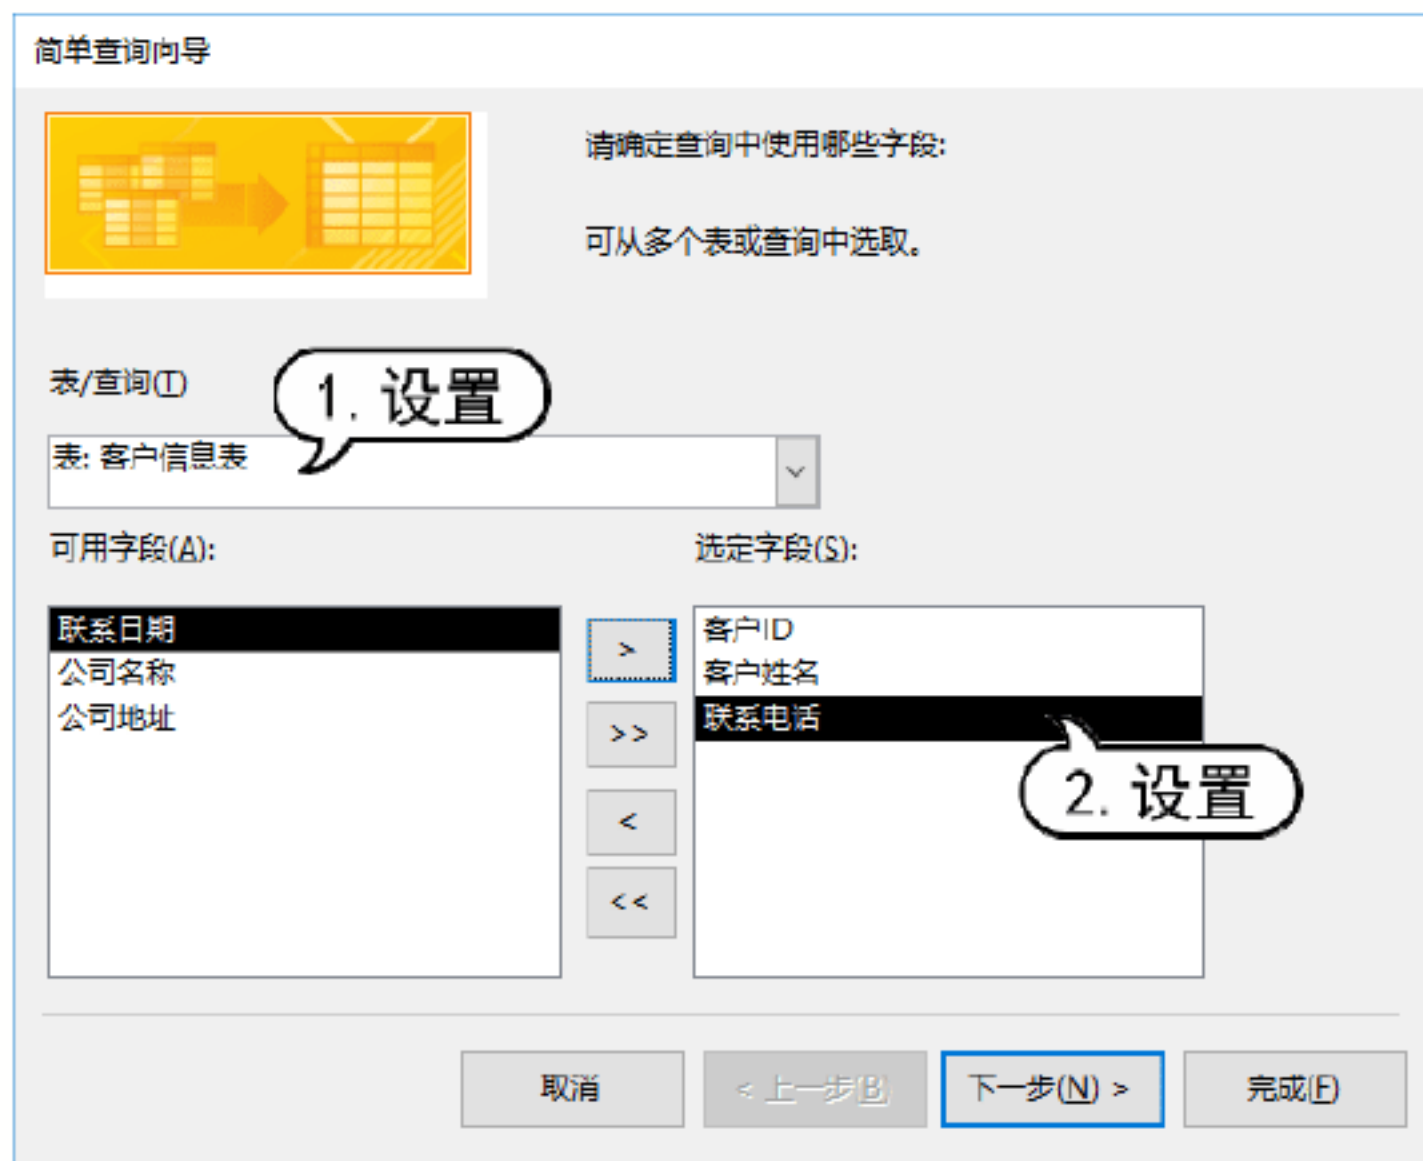 简单查询向导
请确定查询中使用哪些字段:
可从多个表或查询中选取。
表/查询(T)
1. 设置
表: 客户信息表
可用字段(A):
选定字段(S):
联系日期
公司名称
公司地址
>
>>
<
<<
客户ID
客户姓名
联系电话
2. 设置
取消
< 上一步(B)
下一步(N) >
完成(F)